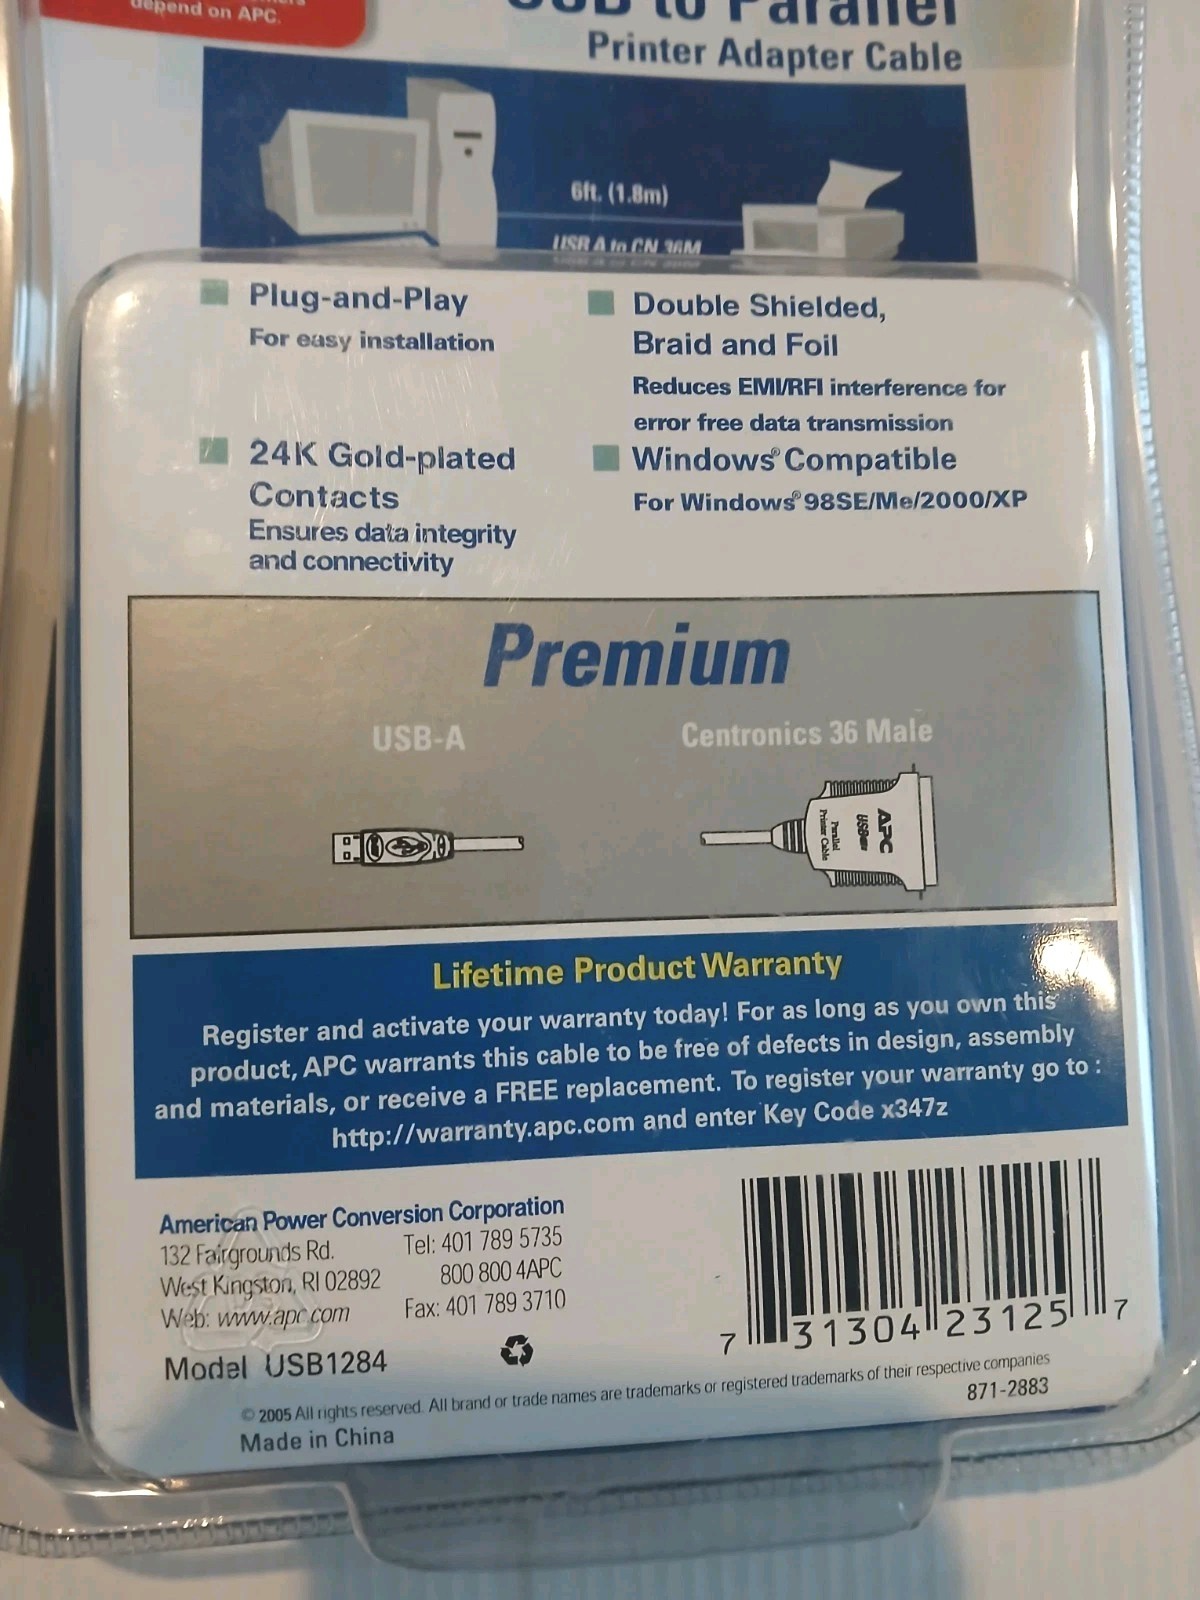 depend on APC.
USB to Parallel
Printer Adapter Cable
6ft. (1.8m)
USB A to CN 36M
Plug-and-Play
For easy installation
24K Gold-plated
Contacts
Ensures data integrity
and connectivity
Double Shielded,
Braid and Foil
Reduces EMI/RFI interference for
error free data transmission
Windows® Compatible
For Windows® 98SE/Me/2000/XP
Premium
USB-A
Centronics 36 Male
APC
USB
Parallel
Printer Cable
Lifetime Product Warranty
Register and activate your warranty today! For as long as you own this
product, APC warrants this cable to be free of defects in design, assembly
and materials, or receive a FREE replacement. To register your warranty go to :
http://warranty.apc.com and enter Key Code x347z
American Power Conversion Corporation
132 Fairgrounds Rd.
West Kingston, RI 02892
Web: www.apc.com
Tel: 401 789 5735
800 800 4APC
Fax: 401 789 3710
Model USB1284
7 31304 23125 7
© 2005 All rights reserved. All brand or trade names are trademarks or registered trademarks of their respective companies
871-2883
Made in China